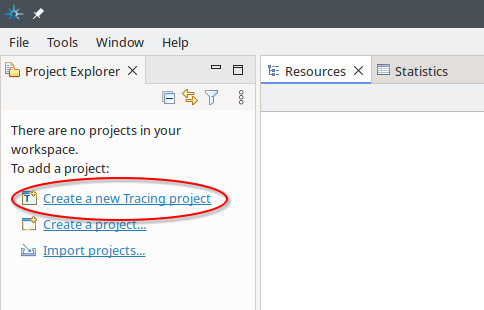 File Tools Window Help
Project Explorer
Resources Statistics
There are no projects in your
workspace.
To add a project:
Create a new Tracing project
Create a project...
Import projects...